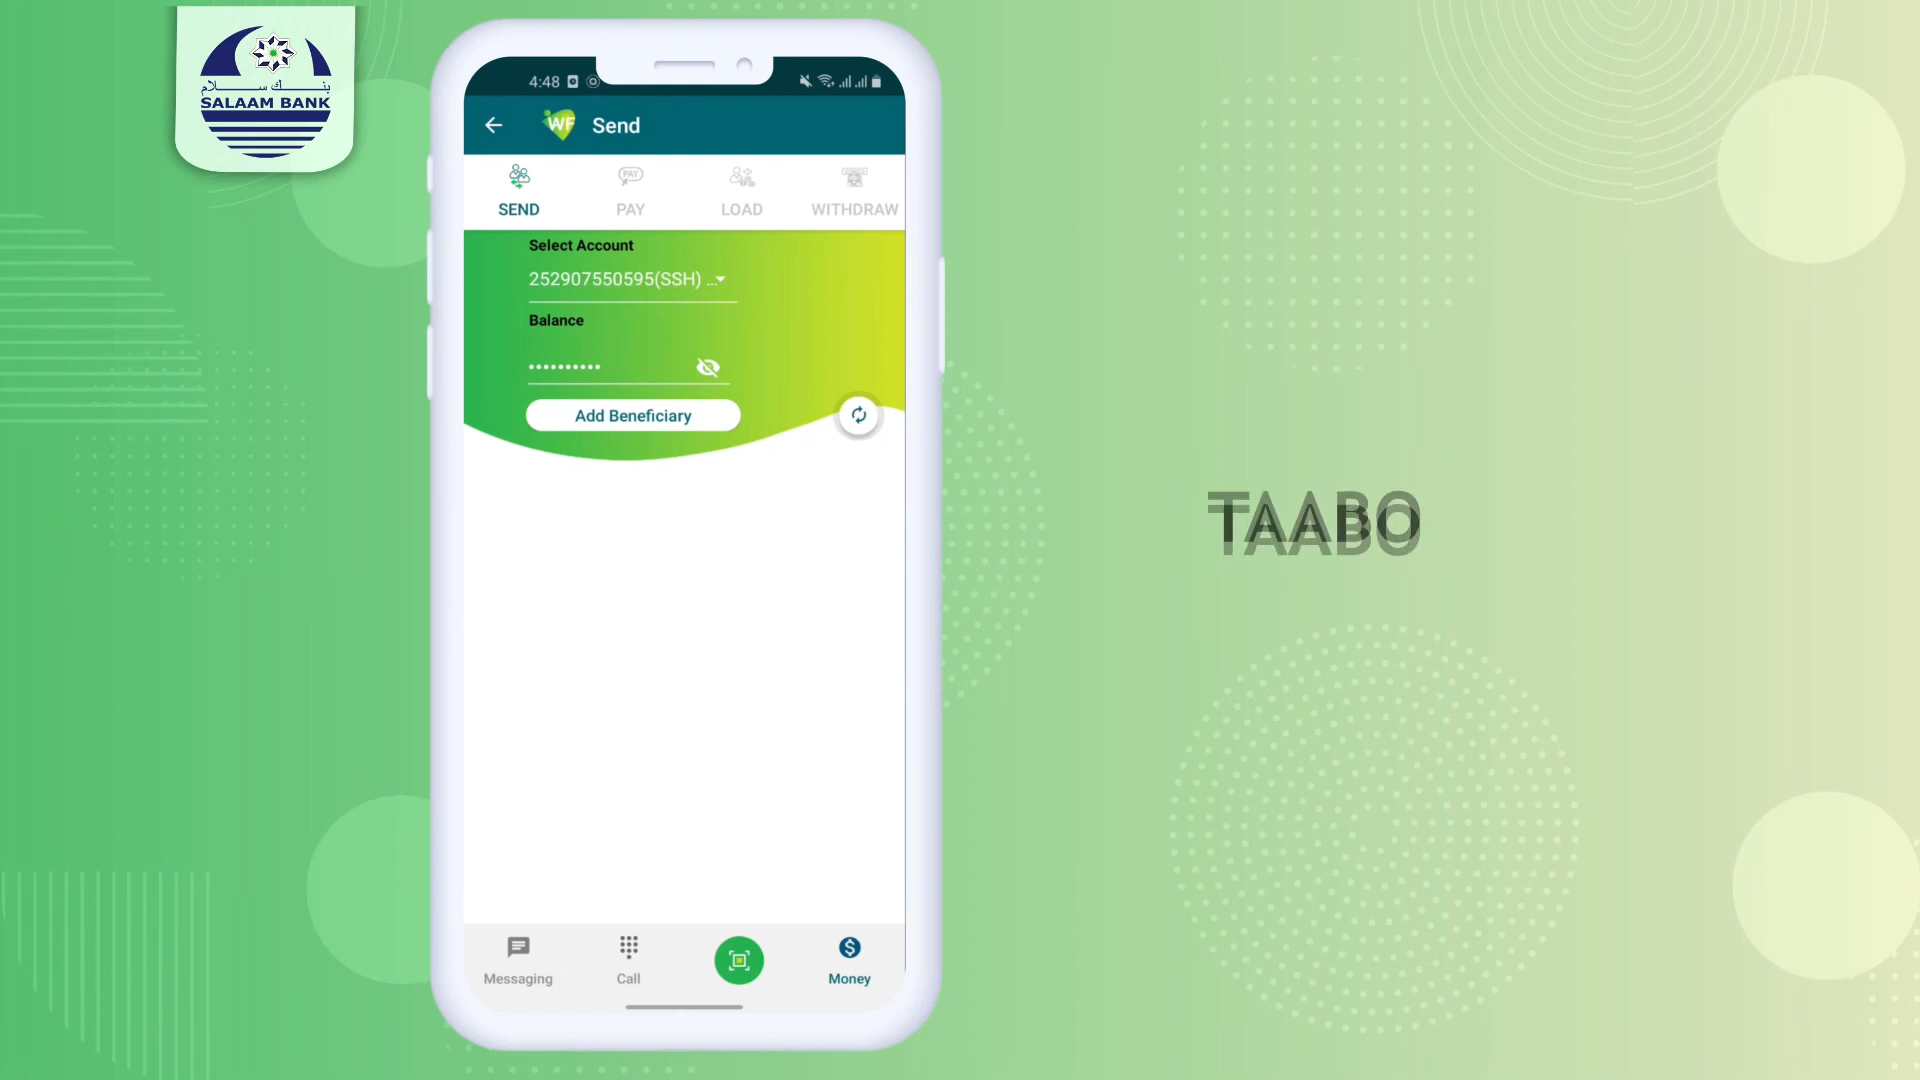 بنك سلام
SALAAM BANK
4:48
WF Send
SEND PAY LOAD WITHDRAW
Select Account
252907550595(SSH) ...
Balance
Add Beneficiary
TAABO
Messaging Call Money